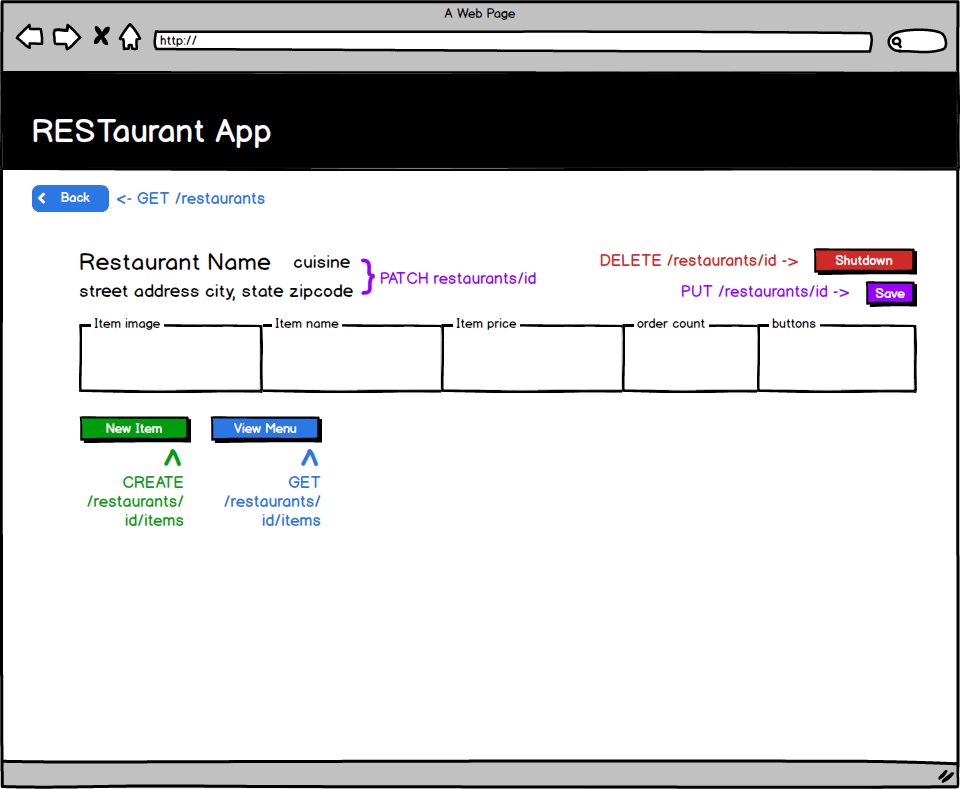 A Web Page
http://
RESTaurant App
Back <- GET /restaurants
Restaurant Name cuisine
street address city, state zipcode
PATCH restaurants/id
DELETE /restaurants/id -> Shutdown
PUT /restaurants/id -> Save
Item image Item name Item price order count buttons
New Item View Menu
CREATE
/restaurants/
id/items
GET
/restaurants/
id/items